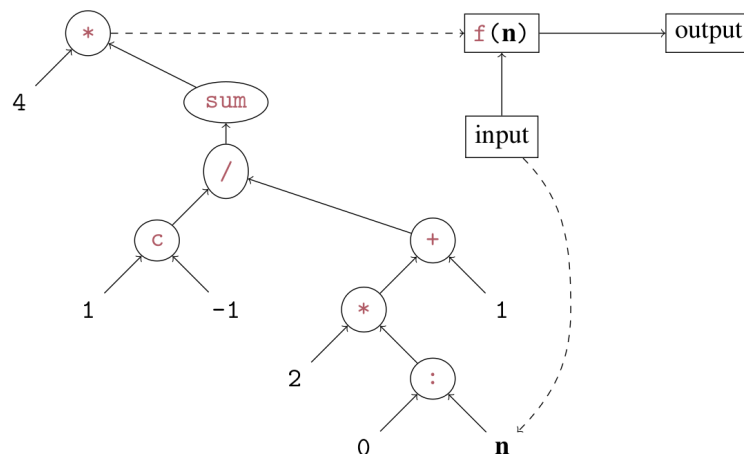 * f(n) output
4 sum
input
/
c +
1 -1 * 1
2 :
0 n